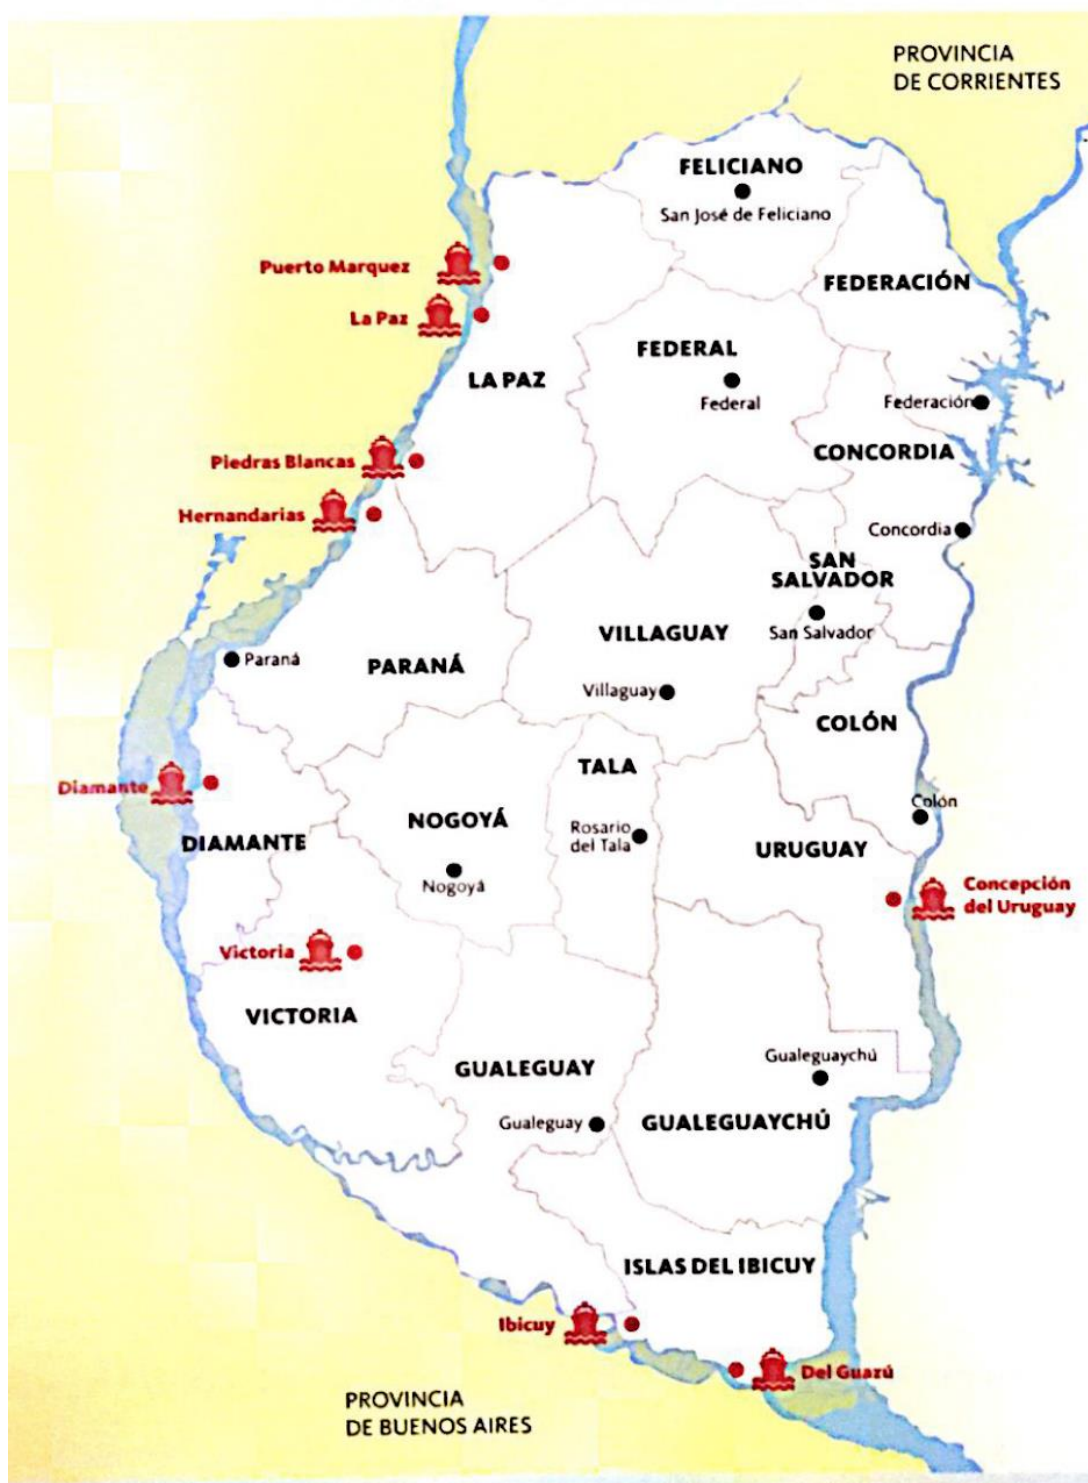 PROVINCIA
DE CORRIENTES
FELICIANO
San José de Feliciano
Puerto Marquez
FEDERACIÓN
La Paz
FEDERAL
LA PAZ
Federal
Federación
CONCORDIA
Piedras Blancas
Hernandarias
Concordia
SAN
SALVADOR
San Salvador
VILLAGUAY
Paraná
PARANÁ
Villaguay
COLÓN
TALA
Diamante
Colón
NOGOYÁ
Rosario
del Tala
DIAMANTE
URUGUAY
Nogoyá
Concepción
del Uruguay
Victoria
VICTORIA
Gualeguaychú
GUALEGUAY
Gualeguay
GUALEGUAYCHÚ
ISLAS DEL IBICUY
Ibicuy
Del Guazú
PROVINCIA
DE BUENOS AIRES